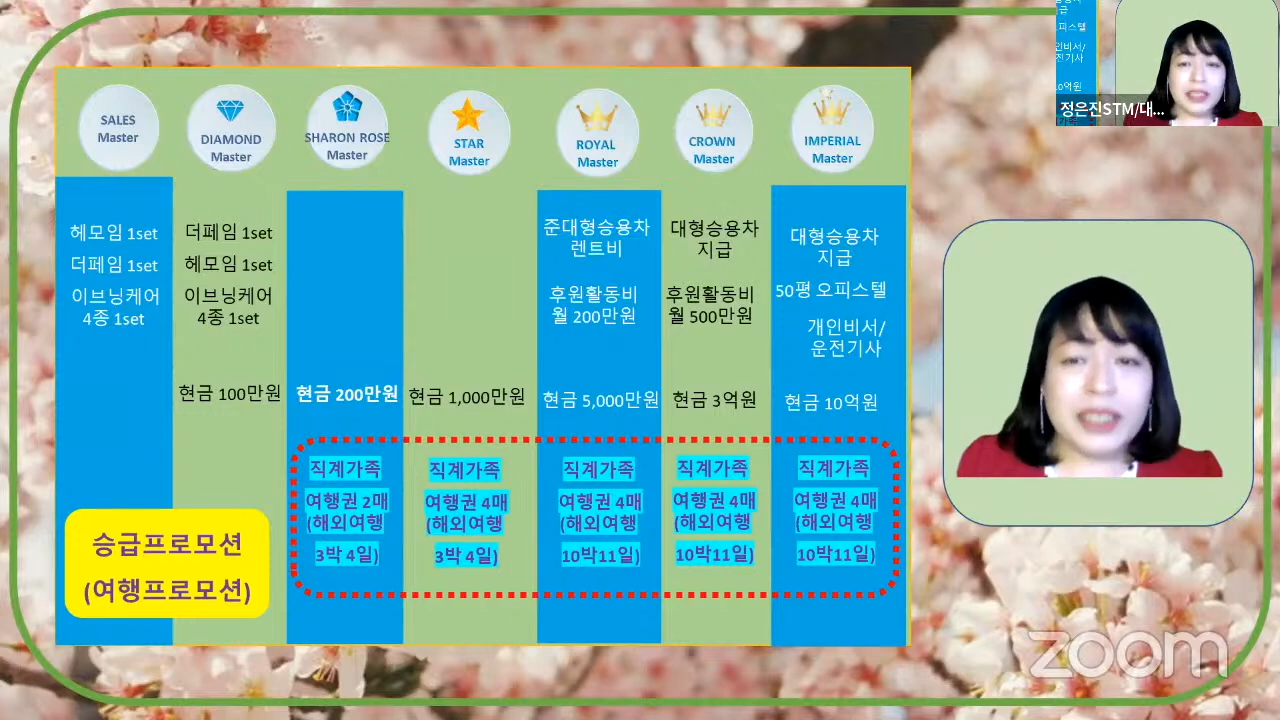 SALES
Master
DIAMOND
Master
SHARON ROSE
Master
STAR
Master
ROYAL
Master
CROWN
Master
IMPERIAL
Master
헤모임 1set
더페임 1set
이브닝케어
4종 1set
더페임 1set
헤모임 1set
이브닝케어
4종 1set
현금 100만원
현금 200만원
직계가족
여행권 2매
(해외여행
3박 4일)
현금 1,000만원
직계가족
여행권 4매
(해외여행
3박 4일)
준대형승용차
렌트비
후원활동비
월 200만원
현금 5,000만원
직계가족
여행권 4매
(해외여행
10박11일)
대형승용차
지급
후원활동비
월 500만원
현금 3억원
직계가족
여행권 4매
(해외여행
10박11일)
대형승용차
지급
50평 오피스텔
개인비서/
운전기사
현금 10억원
직계가족
여행권 4매
(해외여행
10박11일)
승급프로모션
(여행프로모션)
정은진STM/대...
zoom